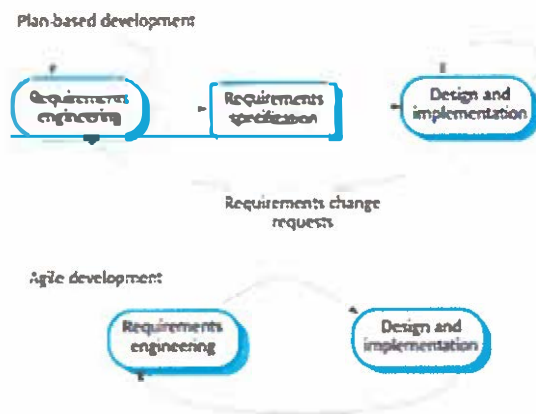 Plan-based development
Requirements
engineering
Requirements
specification
Design and
implementation
Requirements change
requests
Agile development
Requirements
engineering
Design and
implementation